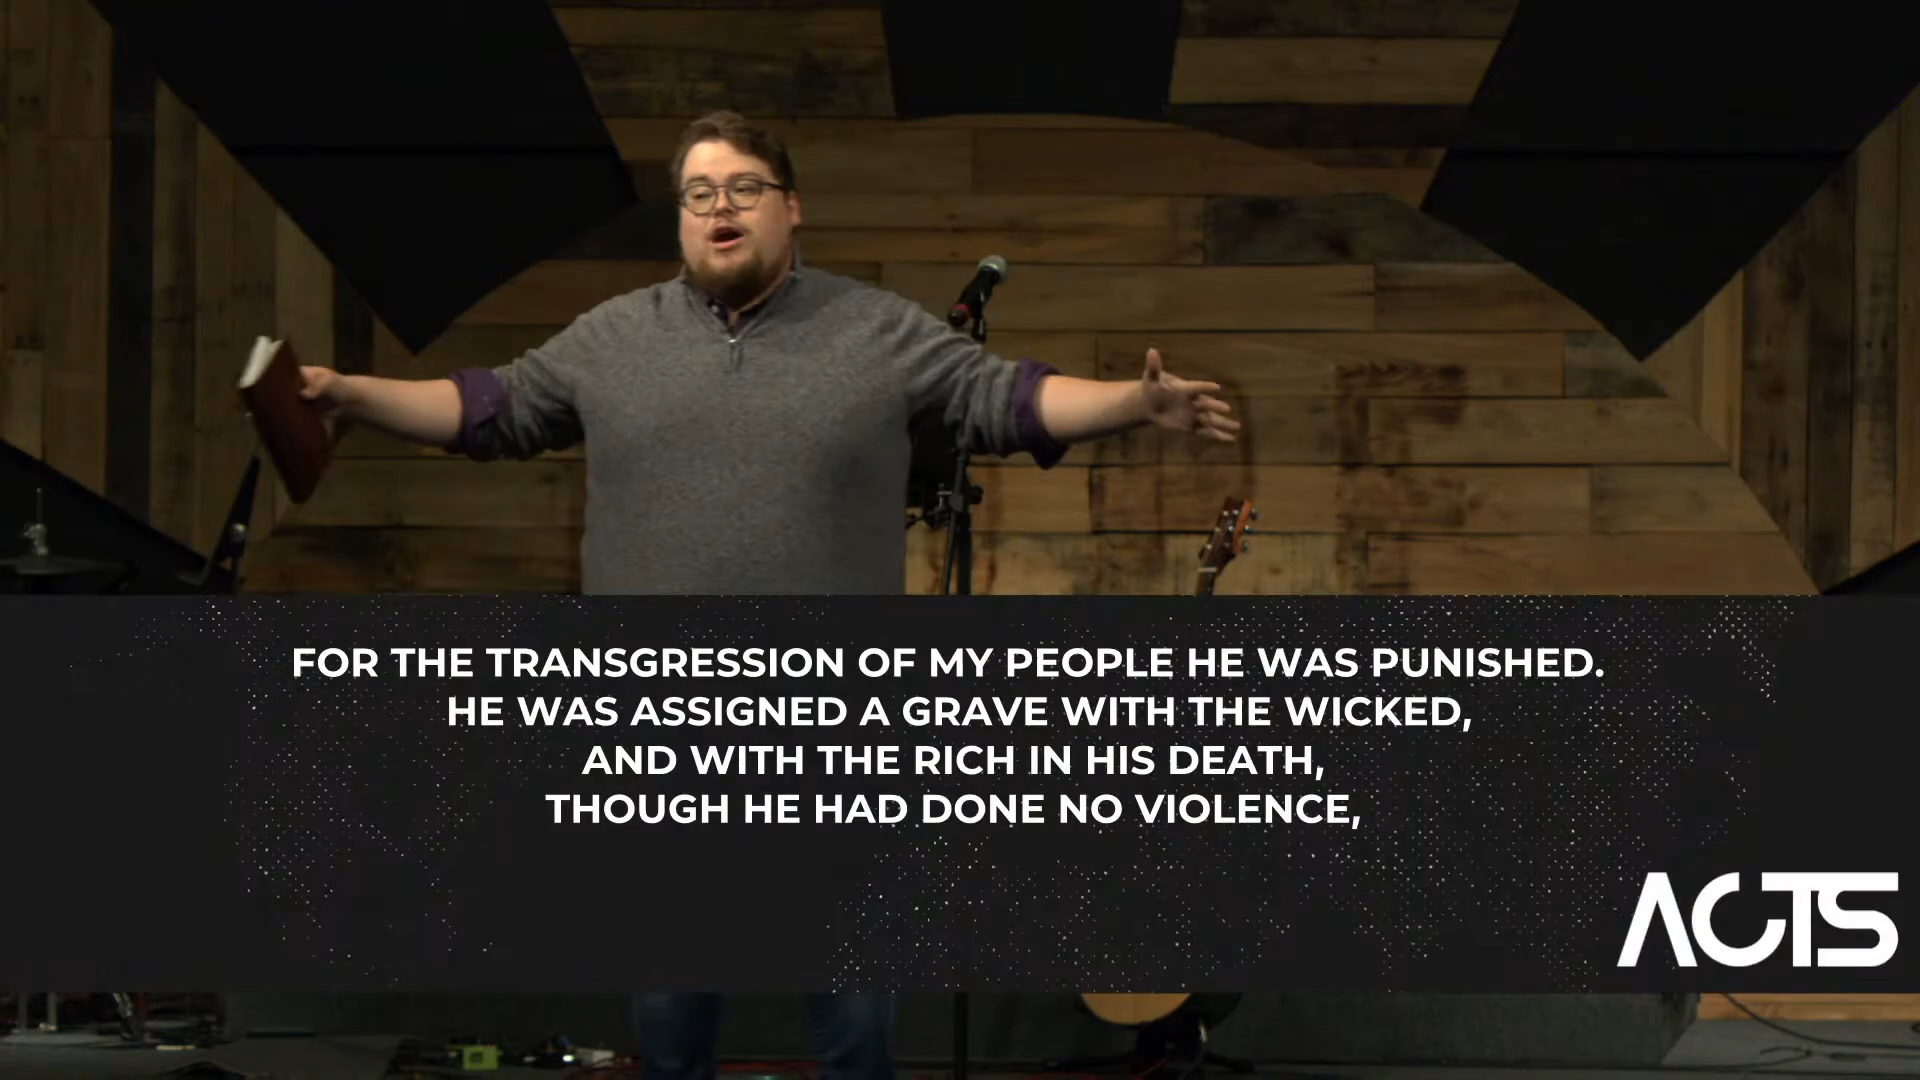 FOR THE TRANSGRESSION OF MY PEOPLE HE WAS PUNISHED.
HE WAS ASSIGNED A GRAVE WITH THE WICKED,
AND WITH THE RICH IN HIS DEATH,
THOUGH HE HAD DONE NO VIOLENCE,
ACTS